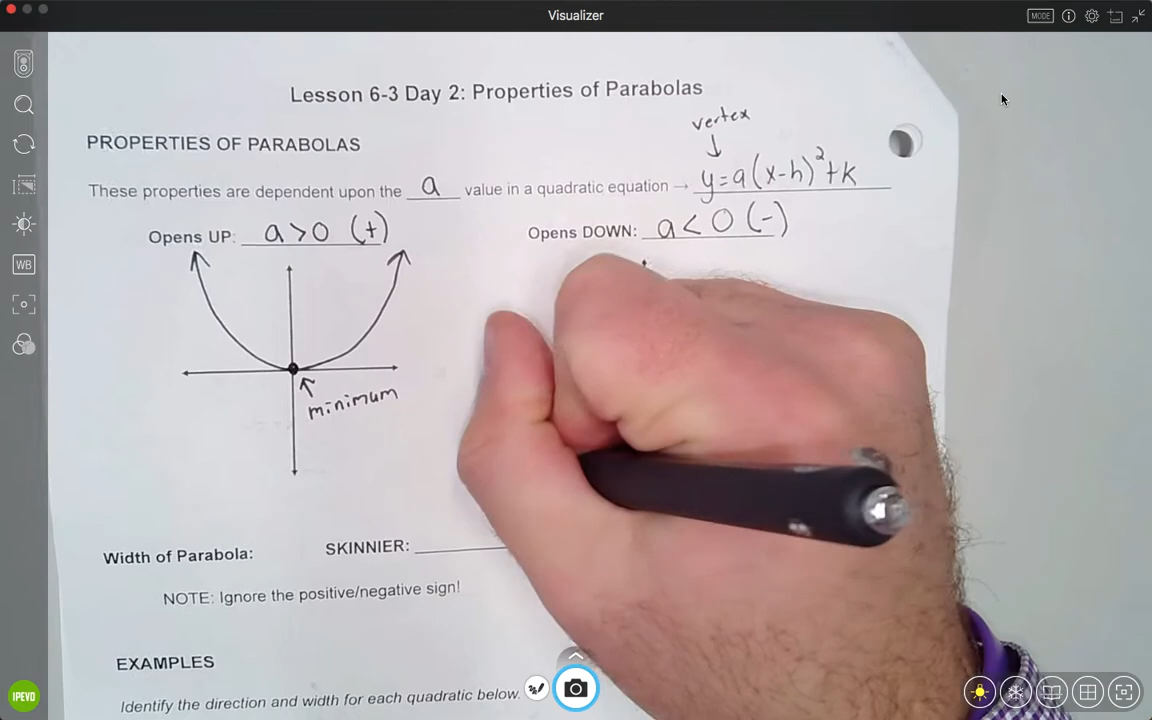 Visualizer
MODE
Lesson 6-3 Day 2: Properties of Parabolas
vertex
PROPERTIES OF PARABOLAS
These properties are dependent upon the a value in a quadratic equation → y=a(x-h)²+k
Opens UP: a>0 (+)
Opens DOWN: a<0 (-)
WB
minimum
Width of Parabola:
SKINNIER:
NOTE: Ignore the positive/negative sign!
EXAMPLES
Identify the direction and width for each quadratic below.
IPEVO